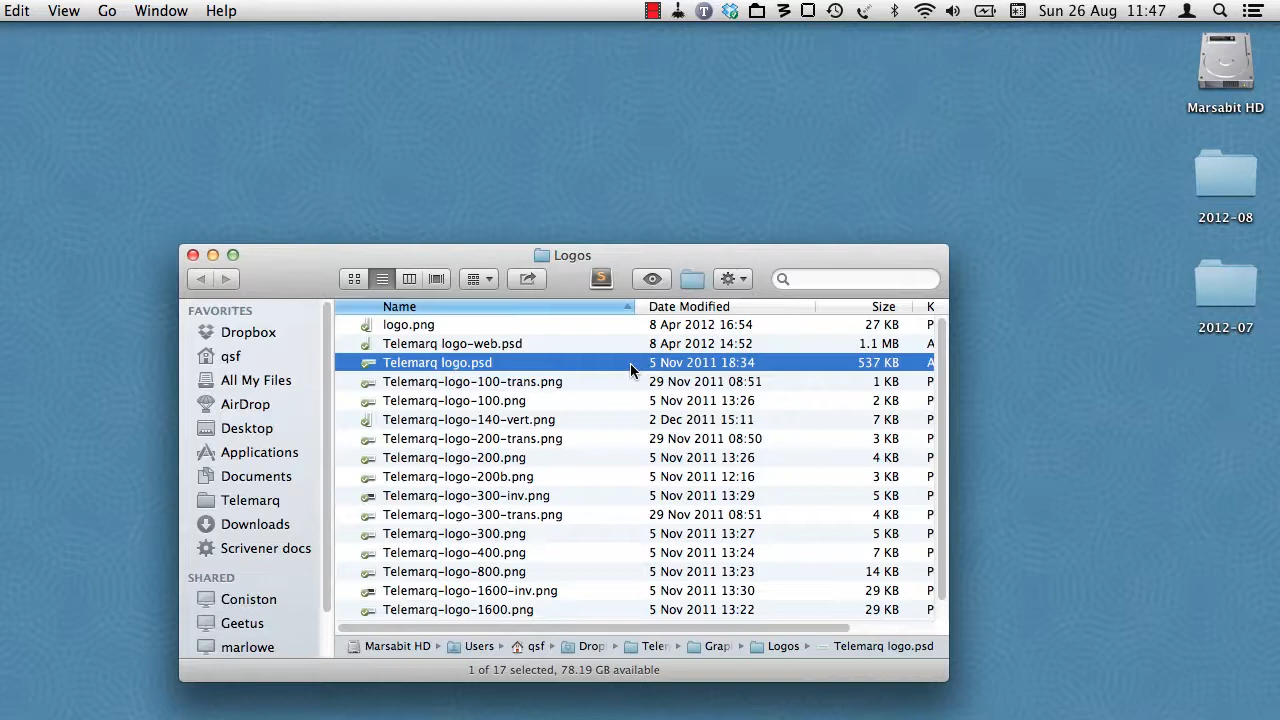 Edit View Go Window Help Sun 26 Aug 11:47
Marsabit HD
2012-08
2012-07
Logos
FAVORITES
Dropbox
qsf
All My Files
AirDrop
Desktop
Applications
Documents
Telemarq
Downloads
Scrivener docs
SHARED
Coniston
Geetus
marlowe
Name Date Modified Size K
logo.png 8 Apr 2012 16:54 27 KB P
Telemarq logo-web.psd 8 Apr 2012 14:52 1.1 MB A
Telemarq logo.psd 5 Nov 2011 18:34 537 KB A
Telemarq-logo-100-trans.png 29 Nov 2011 08:51 1 KB P
Telemarq-logo-100.png 5 Nov 2011 13:26 2 KB P
Telemarq-logo-140-vert.png 2 Dec 2011 15:11 7 KB P
Telemarq-logo-200-trans.png 29 Nov 2011 08:50 3 KB P
Telemarq-logo-200.png 5 Nov 2011 13:26 4 KB P
Telemarq-logo-200b.png 5 Nov 2011 12:16 3 KB P
Telemarq-logo-300-inv.png 5 Nov 2011 13:29 5 KB P
Telemarq-logo-300-trans.png 29 Nov 2011 08:51 4 KB P
Telemarq-logo-300.png 5 Nov 2011 13:27 5 KB P
Telemarq-logo-400.png 5 Nov 2011 13:24 7 KB P
Telemarq-logo-800.png 5 Nov 2011 13:23 14 KB P
Telemarq-logo-1600-inv.png 5 Nov 2011 13:30 29 KB P
Telemarq-logo-1600.png 5 Nov 2011 13:22 29 KB P
Marsabit HD Users qsf Drop Teler Grap Logos Telemarq logo.psd
1 of 17 selected, 78.19 GB available